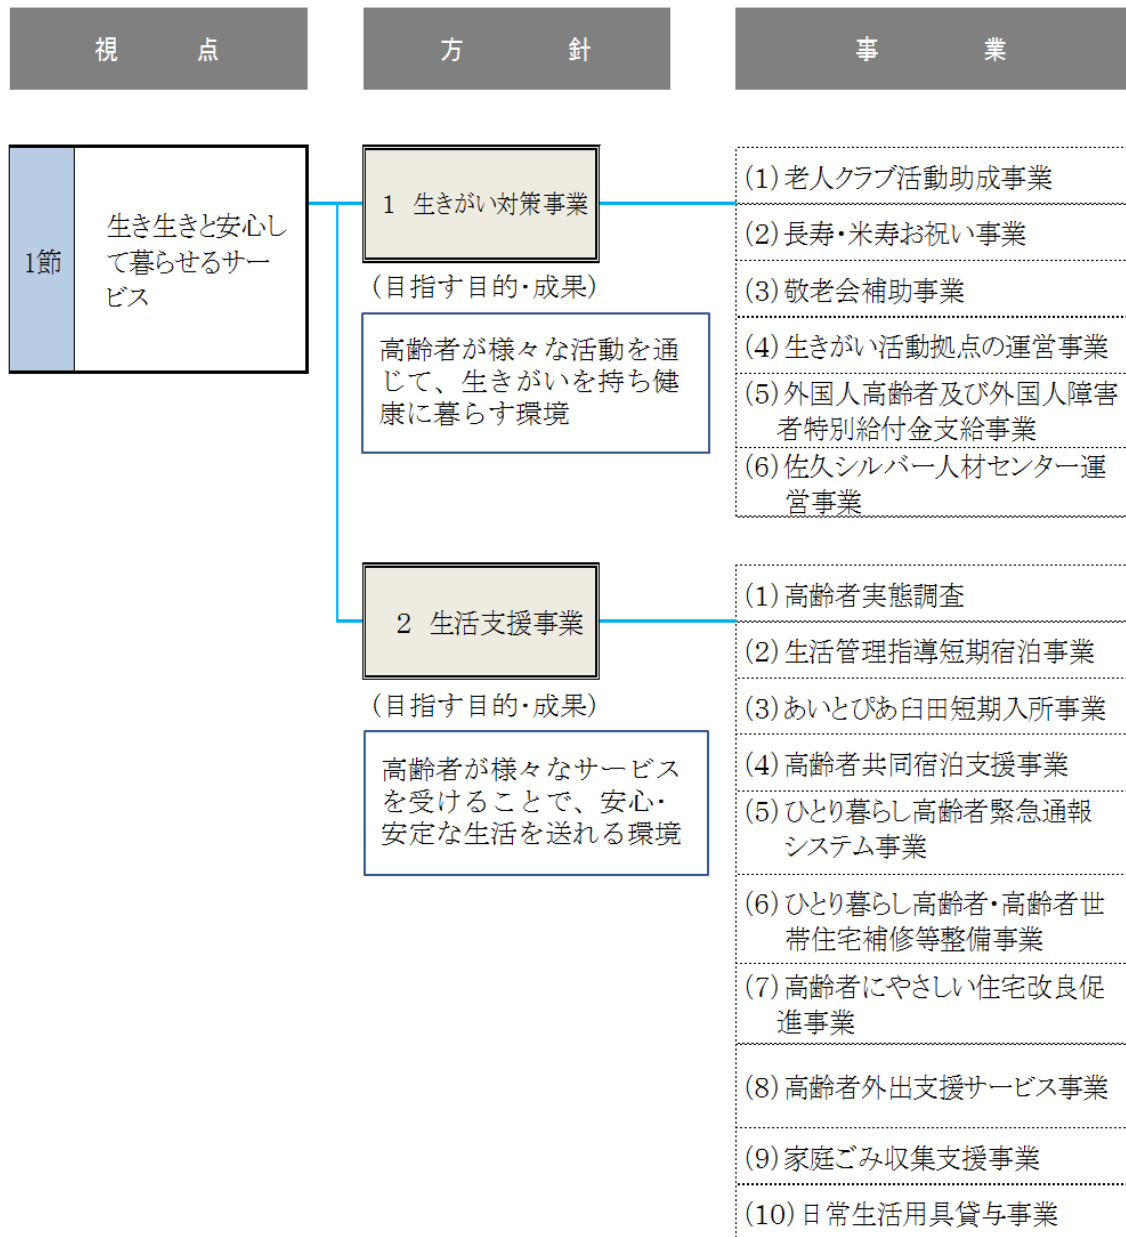 視　点
方　針
事　業
1節
生き生きと安心し
て暮らせるサー
ビス
1 生きがい対策事業
(目指す目的・成果)
高齢者が様々な活動を通
じて、生きがいを持ち健
康に暮らす環境
(1)老人クラブ活動助成事業
(2)長寿・米寿お祝い事業
(3)敬老会補助事業
(4)生きがい活動拠点の運営事業
(5)外国人高齢者及び外国人障害
者特別給付金支給事業
(6)佐久シルバー人材センター運
営事業
2 生活支援事業
(目指す目的・成果)
高齢者が様々なサービス
を受けることで、安心・
安定な生活を送れる環境
(1)高齢者実態調査
(2)生活管理指導短期宿泊事業
(3)あいとぴあ臼田短期入所事業
(4)高齢者共同宿泊支援事業
(5)ひとり暮らし高齢者緊急通報
システム事業
(6)ひとり暮らし高齢者・高齢者世
帯住宅補修等整備事業
(7)高齢者にやさしい住宅改良促
進事業
(8)高齢者外出支援サービス事業
(9)家庭ごみ収集支援事業
(10)日常生活用具貸与事業